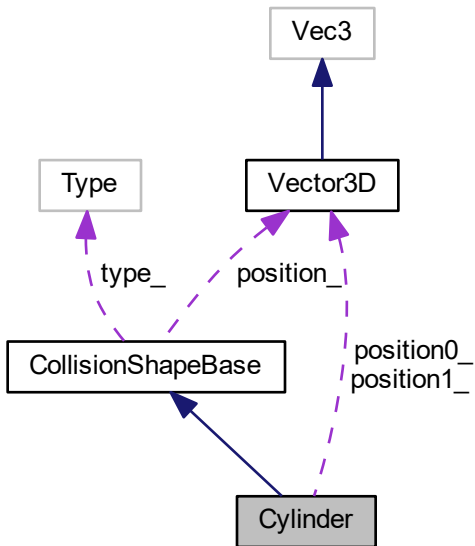 Vec3
Type
Vector3D
type_
position_
CollisionShapeBase
position0_
position1_
Cylinder